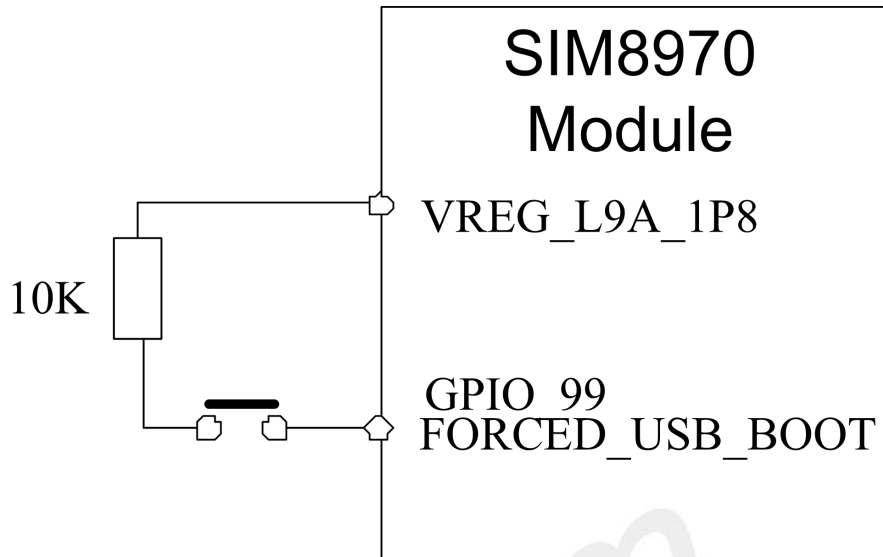 SIM8970
Module
VREG_L9A_1P8
10K
GPIO_99
FORCED_USB_BOOT